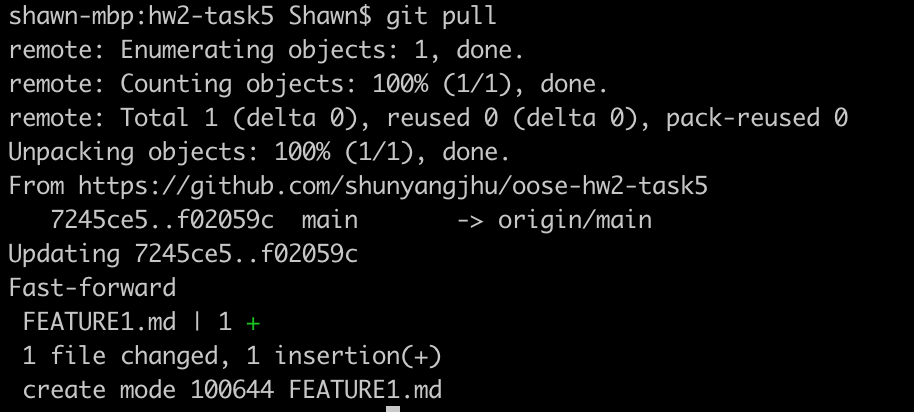 shawn-mbp:hw2-task5 Shawn$ git pull
remote: Enumerating objects: 1, done.
remote: Counting objects: 100% (1/1), done.
remote: Total 1 (delta 0), reused 0 (delta 0), pack-reused 0
Unpacking objects: 100% (1/1), done.
From https://github.com/shunyangjhu/oose-hw2-task5
   7245ce5..f02059c  main       -> origin/main
Updating 7245ce5..f02059c
Fast-forward
 FEATURE1.md | 1 +
 1 file changed, 1 insertion(+)
 create mode 100644 FEATURE1.md